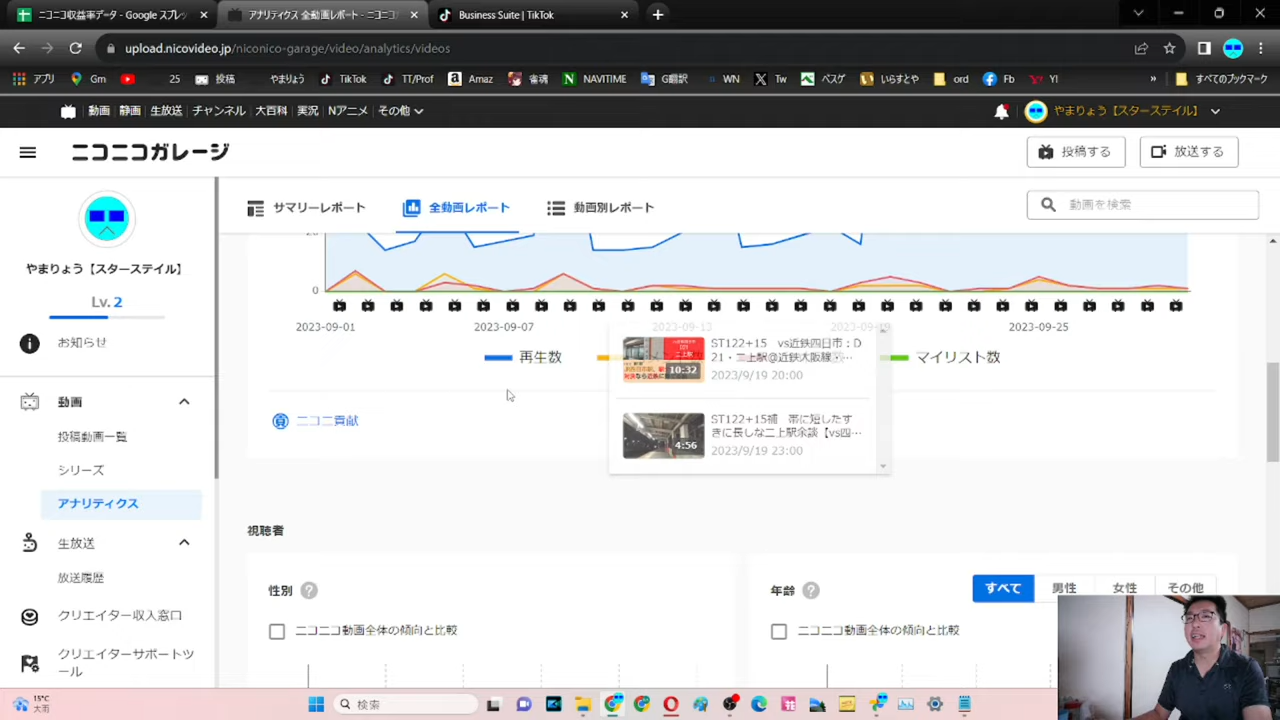 ニコニコ収益率データ - Google スプレッ
アナリティクス 全動画レポート - ニコニコ
Business Suite | TikTok
upload.nicovideo.jp/niconico-garage/video/analytics/videos
アプリ
Gm
25
投稿
やまりょう
TikTok
TT/Prof
Amaz
雀魂
NAVITIME
G翻訳
WN
Tw
ベスゲ
いらすとや
ord
Fb
Y!
»
すべてのブックマーク
動画
静画
生放送
チャンネル
大百科
実況
Nアニメ
その他
やまりょう【スターステイル】
ニコニコガレージ
投稿する
放送する
サマリーレポート
全動画レポート
動画別レポート
動画を検索
やまりょう【スターステイル】
Lv. 2
お知らせ
動画
投稿動画一覧
シリーズ
アナリティクス
生放送
放送履歴
クリエイター収入窓口
クリエイターサポートツ
ール
0
2023-09-01
2023-09-07
2023-09-13
2023-09-19
2023-09-25
再生数
マイリスト数
ST122+15 vs近鉄四日市：D
21・二上駅@近鉄大阪線…
10:32
2023/9/19 20:00
ST122+15補 帯に短したす
きに長しな二上駅余談【vs四…
4:56
2023/9/19 23:00
ニコニ貢献
視聴者
性別
ニコニコ動画全体の傾向と比較
年齢
すべて
男性
女性
その他
ニコニコ動画全体の傾向と比較
15°C
大雨
検索